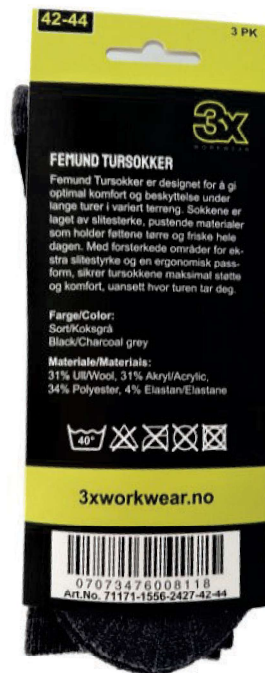 42-44
3 PK
3x
WORKWEAR
FEMUND TURSOKKER
Femund Tursokker er designet for å gi
optimal komfort og beskyttelse under
lange turer i variert terreng. Sokkene er
laget av slitesterke, pustende materialer
som holder føttene tørre og friske hele
dagen. Med forsterkede områder for ek-
stra slitestyrke og en ergonomisk pass-
form, sikrer tursokkene maksimal støtte
og komfort, uansett hvor turen tar deg.
Farge/Color:
Sort/Koksgrå
Black/Charcoal grey
Materiale/Materials:
31% Ull/Wool, 31% Akryl/Acrylic,
34% Polyester, 4% Elastan/Elastane
40°
3xworkwear.no
07073476008118
Art.No. 71171-1556-2427-42-44